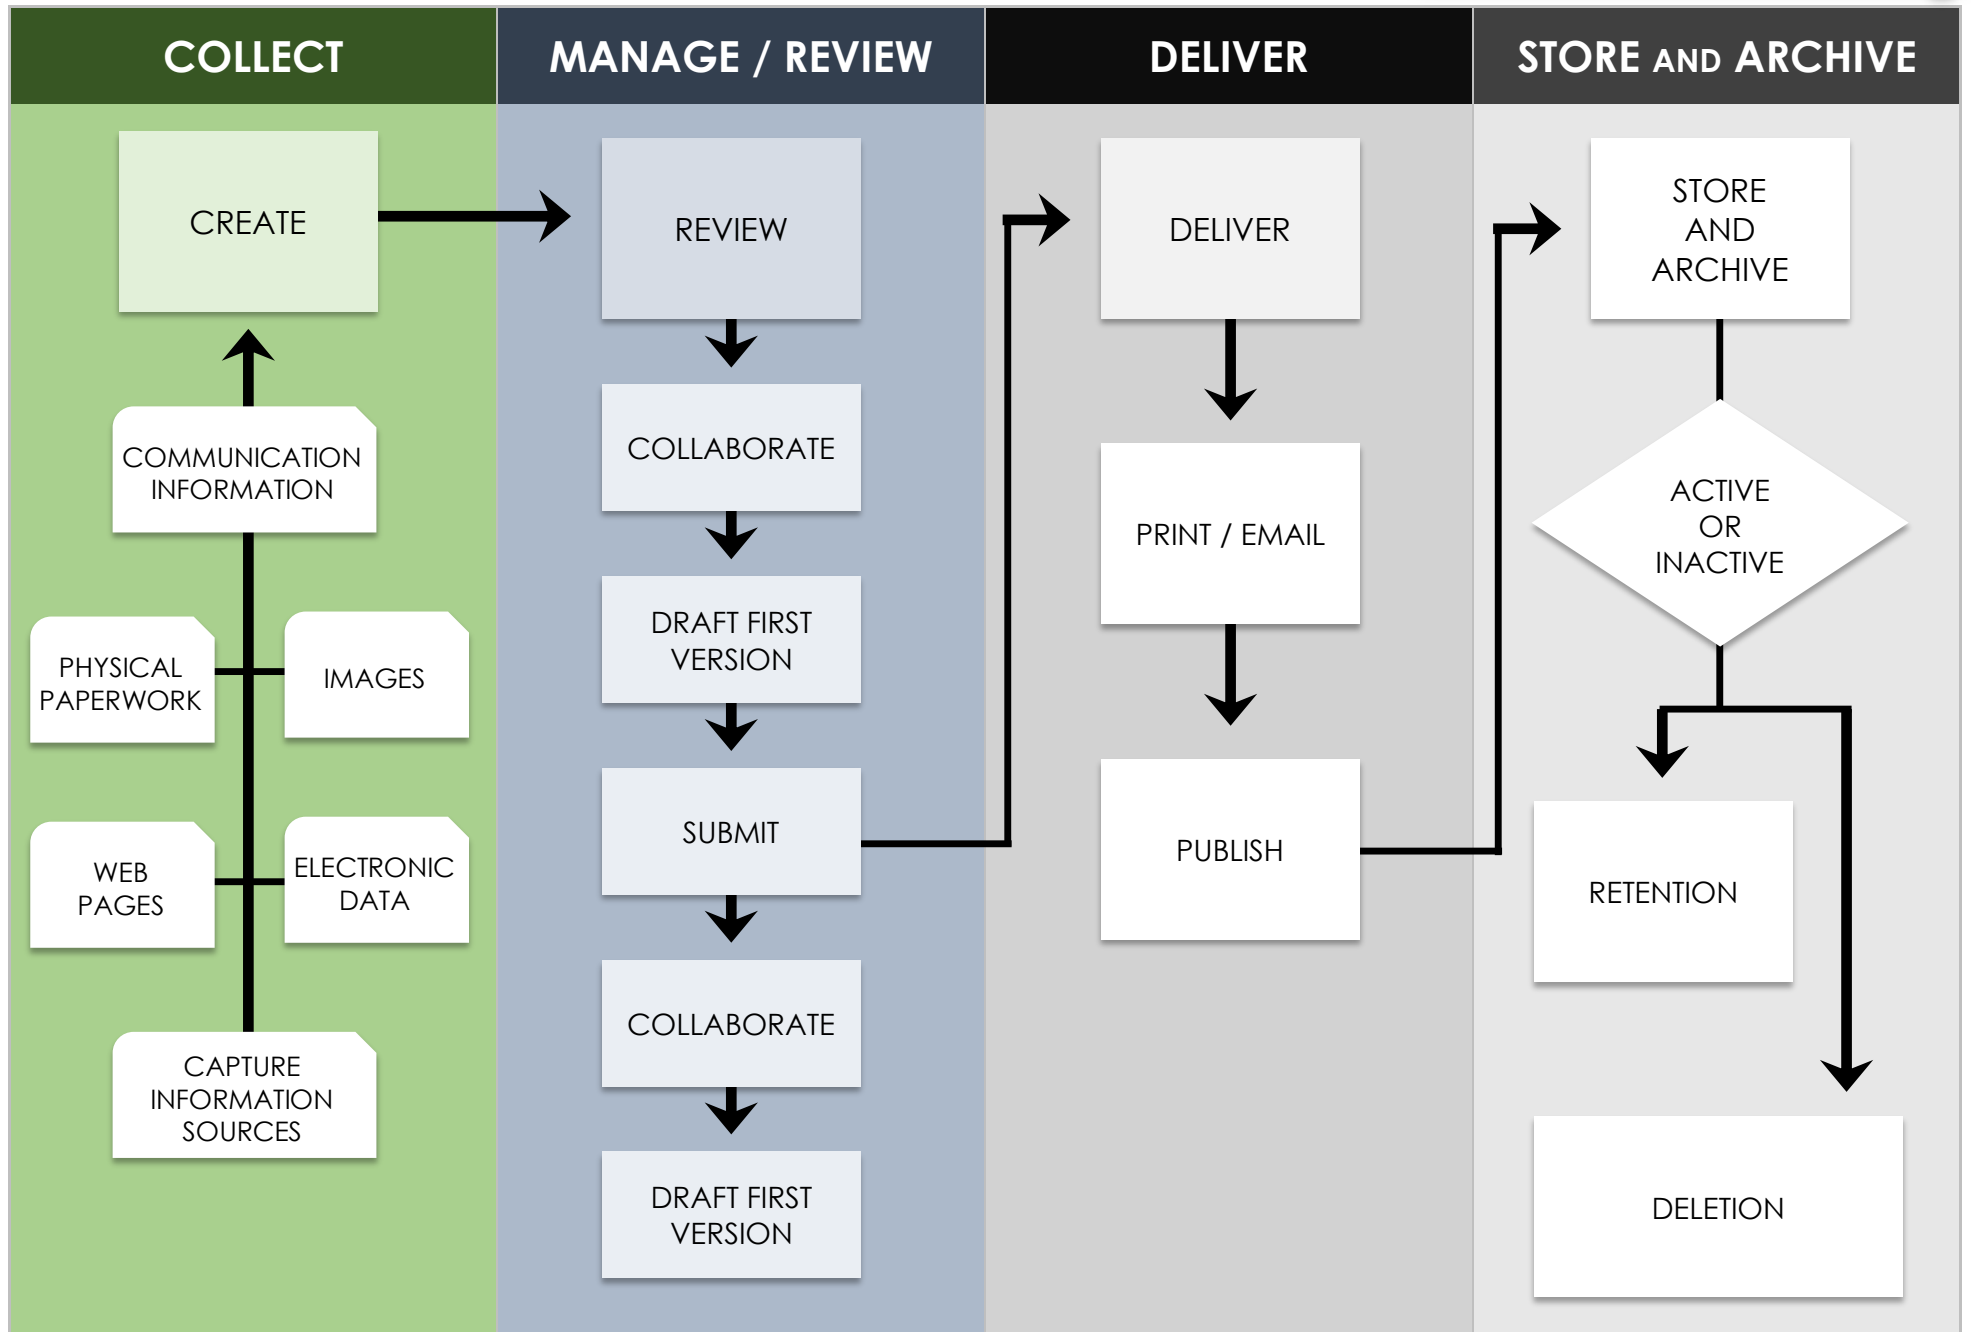 COLLECT
MANAGE / REVIEW
DELIVER
STORE AND ARCHIVE
CREATE
COMMUNICATION
INFORMATION
PHYSICAL
PAPERWORK
IMAGES
WEB
PAGES
ELECTRONIC
DATA
CAPTURE
INFORMATION
SOURCES
REVIEW
COLLABORATE
DRAFT FIRST
VERSION
SUBMIT
COLLABORATE
DRAFT FIRST
VERSION
DELIVER
PRINT / EMAIL
PUBLISH
STORE
AND
ARCHIVE
ACTIVE
OR
INACTIVE
RETENTION
DELETION